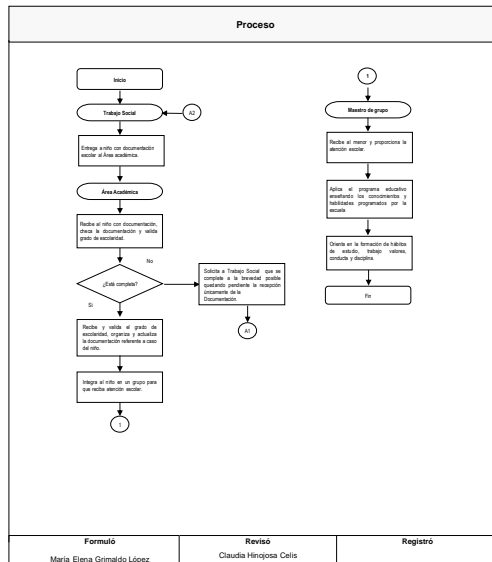 Proceso
Inicio
Trabajo Social
A2
Entrega a niño con documentación
escolar al Área académica.
Área Académica
Recibe al niño con documentación,
checa la documentación y valida
grado de escolaridad.
No
¿Está completa?
Si
Solicita a Trabajo Social que se
complete a la brevedad posible
quedando pendiente la recepción
únicamente de la
Documentación.
A1
Recibe y valida el grado de
escolaridad, organiza y actualiza
la documentación referente a caso
del niño.
Integra al niño en un grupo para
que reciba atención escolar.
1
1
Maestro de grupo
Recibe al menor y proporciona la
atención escolar.
Aplica el programa educativo
enseñando los conocimientos y
habilidades programados por la
escuela
Orienta en la formación de hábitos
de estudio, trabajo valores,
conducta y disciplina.
Fin
Formuló
Revisó
Registró
María Elena Grimaldo López
Claudia Hinojosa Celis